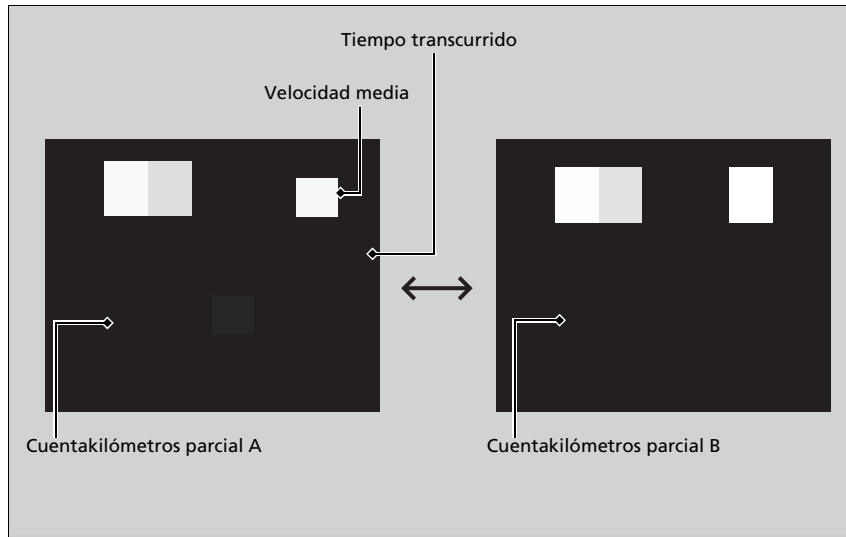 Tiempo transcurrido
Velocidad media
Cuentakilómetros parcial A
Cuentakilómetros parcial B